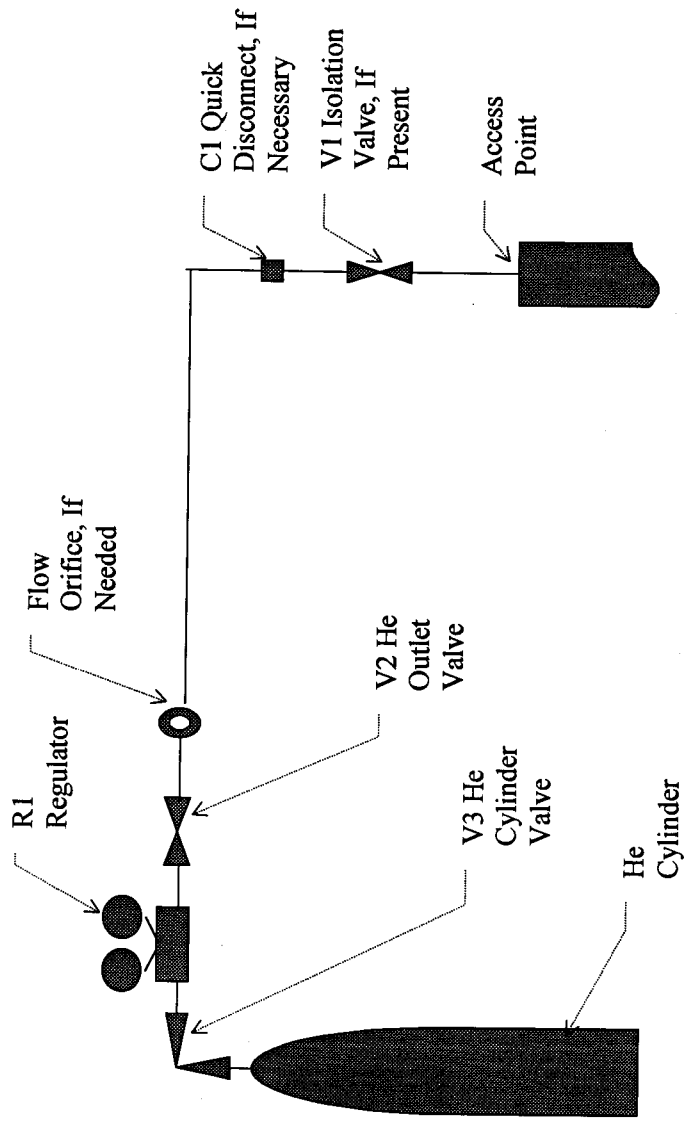 R1
Regulator
Flow
Orifice, If
Needed
C1 Quick
Disconnect, If
Necessary
V1 Isolation
Valve, If
Present
Access
Point
V2 He
Outlet
Valve
V3 He
Cylinder
Valve
He
Cylinder